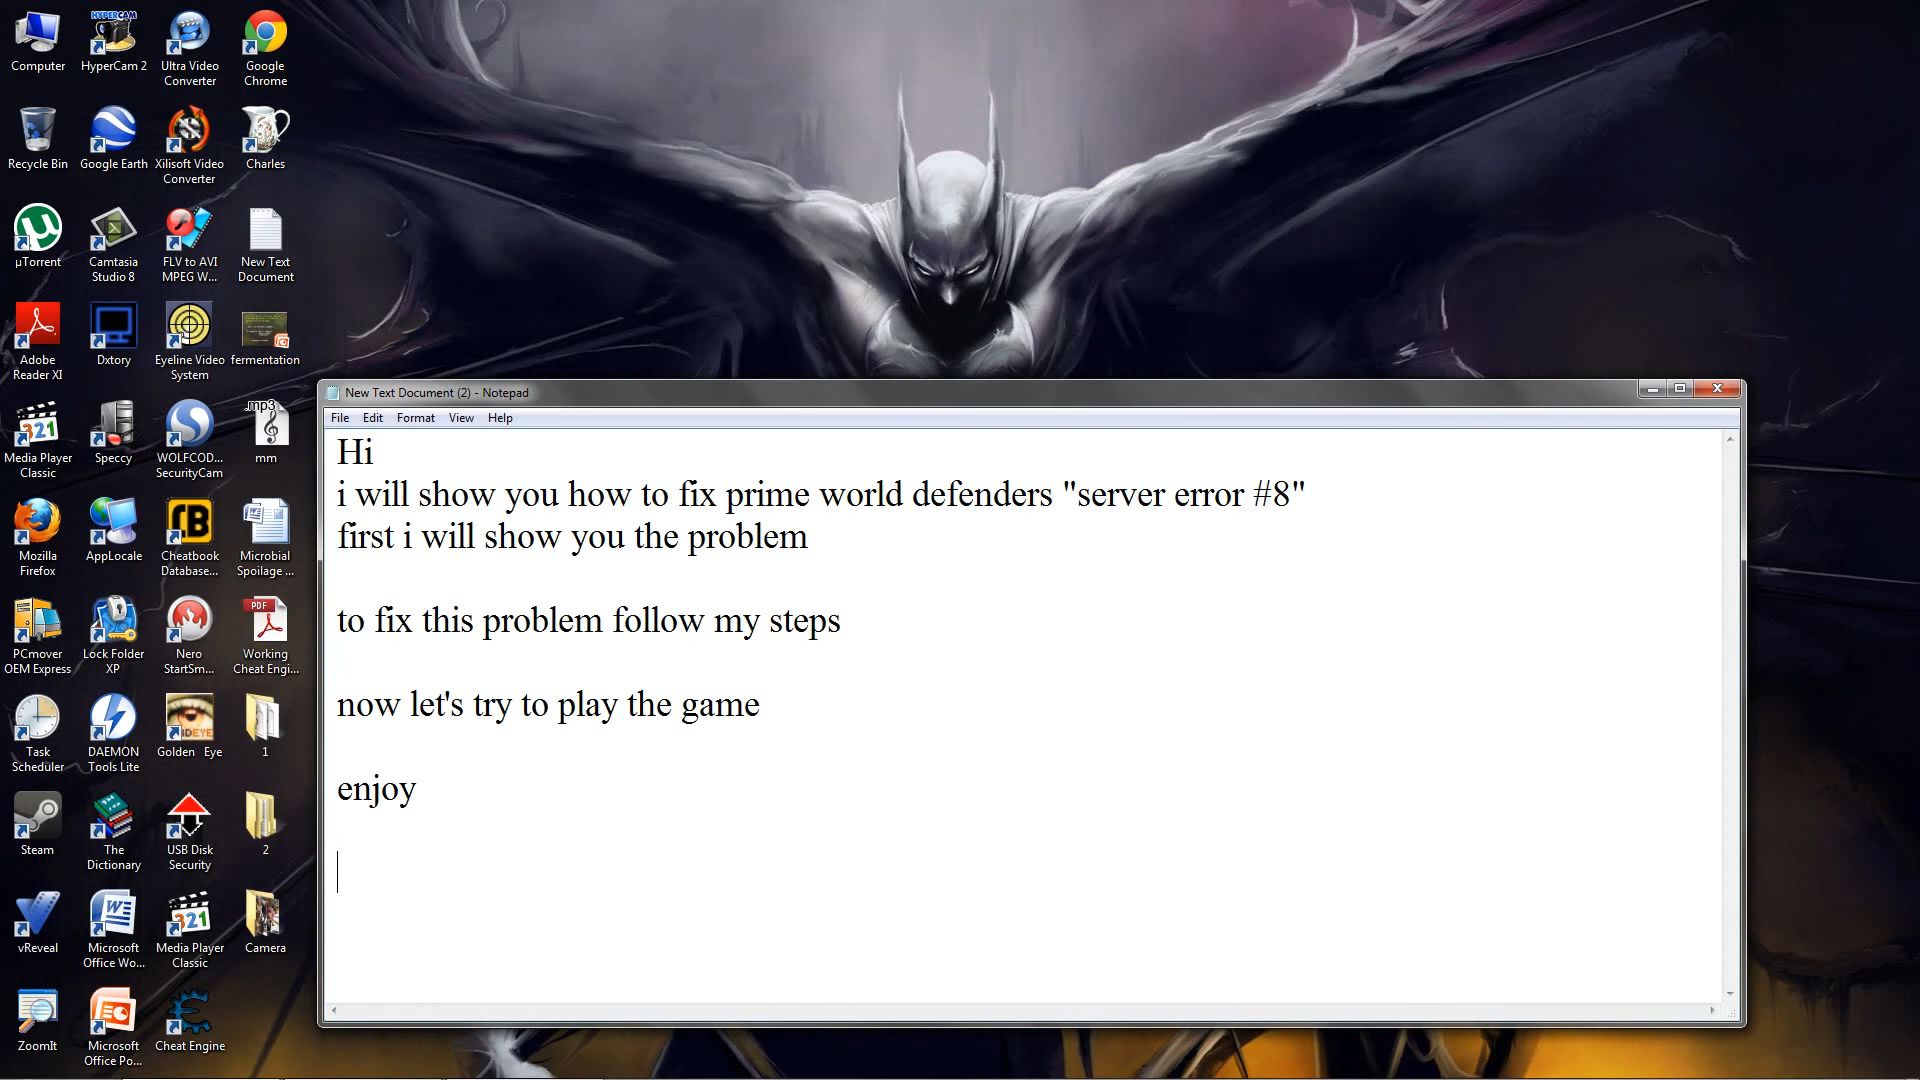 Computer
HYPERCAM
HyperCam 2
Ultra Video
Converter
Google
Chrome
Recycle Bin
Google Earth
Xilisoft Video
Converter
Charles
µTorrent
Camtasia
Studio 8
FLV to AVI
MPEG W...
New Text
Document
Adobe
Reader XI
Dxtory
Eyeline Video
System
fermentation
321
Media Player
Classic
Speccy
WOLFCOD...
SecurityCam
.mp3
mm
Mozilla
Firefox
AppLocale
CB
Cheatbook
Database...
Microbial
Spoilage ...
PCmover
OEM Express
Lock Folder
XP
Nero
StartSm...
PDF
Working
Cheat Engi...
Task
Scheduler
DAEMON
Tools Lite
Golden Eye
1
Steam
The
Dictionary
USB Disk
Security
2
vReveal
Microsoft
Office Wo...
321
Media Player
Classic
Camera
ZoomIt
Microsoft
Office Po...
Cheat Engine
New Text Document (2) - Notepad
File Edit Format View Help
Hi
i will show you how to fix prime world defenders "server error #8"
first i will show you the problem
to fix this problem follow my steps
now let's try to play the game
enjoy